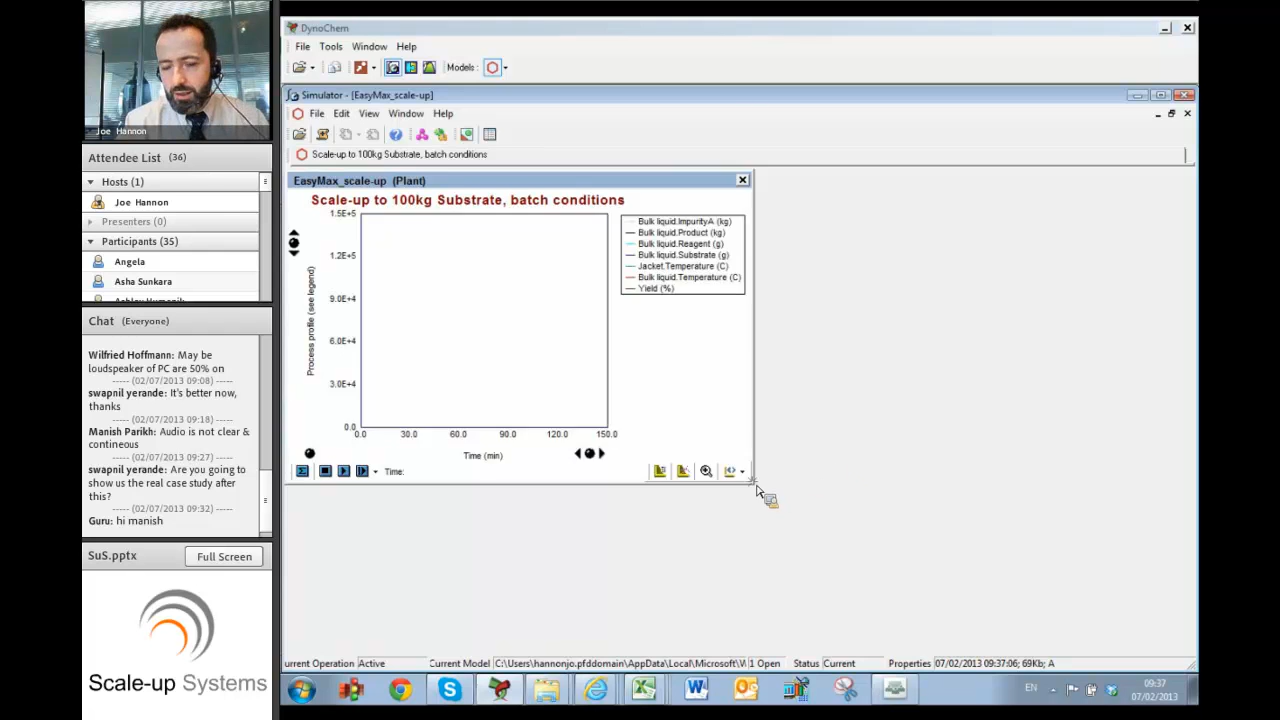 Joe Hannon
Attendee List (36)
Hosts (1)
Joe Hannon
Presenters (0)
Participants (35)
Angela
Asha Sunkara
Chat (Everyone)
Wilfried Hoffmann: May be
loudspeaker of PC are 50% on
----- (02/07/2013 09:08) -----
swapnil yerande: It's better now,
thanks
----- (02/07/2013 09:18) -----
Manish Parikh: Audio is not clear &
contineous
----- (02/07/2013 09:27) -----
swapnil yerande: Are you going to
show us the real case study after
this?
----- (02/07/2013 09:32) -----
Guru: hi manish
SuS.pptx
Full Screen
Scale-up Systems
DynoChem
File Tools Window Help
Models :
Simulator - [EasyMax_scale-up]
File Edit View Window Help
Scale-up to 100kg Substrate, batch conditions
EasyMax_scale-up (Plant)
Scale-up to 100kg Substrate, batch conditions
1.5E+5
1.2E+5
9.0E+4
6.0E+4
3.0E+4
0.0
Process profile (see legend)
0.0 30.0 60.0 90.0 120.0 150.0
Time (min)
Bulk liquid.ImpurityA (kg)
Bulk liquid.Product (kg)
Bulk liquid.Reagent (g)
Bulk liquid.Substrate (g)
Jacket.Temperature (C)
Bulk liquid.Temperature (C)
Yield (%)
Time:
urrent Operation Active Current Model C:\Users\hannonjo.pfddomain\AppData\Local\Microsoft\W 1 Open Status Current Properties 07/02/2013 09:37:06; 69Kb; A
EN
09:37
07/02/2013